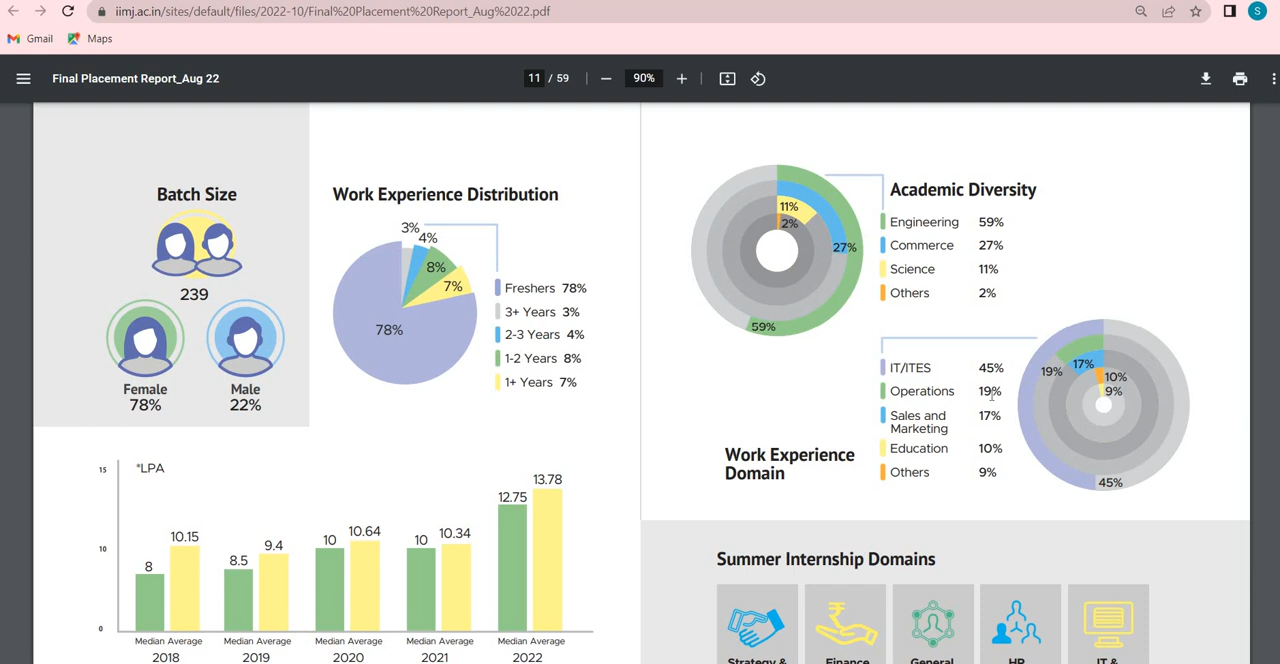 iimj.ac.in/sites/default/files/2022-10/Final%20Placement%20Report_Aug%2022.pdf
S
Gmail
Maps
Final Placement Report_Aug 22
11 / 59
90%
Batch Size
239
Female
78%
Male
22%
Work Experience Distribution
3%
4%
8%
7%
78%
Freshers 78%
3+ Years 3%
2-3 Years 4%
1-2 Years 8%
1+ Years 7%
*LPA
15
10
0
8
10.15
8.5
9.4
10
10.64
10
10.34
12.75
13.78
Median Average
2018
Median Average
2019
Median Average
2020
Median Average
2021
Median Average
2022
11%
2%
27%
59%
Academic Diversity
Engineering 59%
Commerce 27%
Science 11%
Others 2%
Work Experience
Domain
IT/ITES 45%
Operations 19%
Sales and 17%
Marketing
Education 10%
Others 9%
19%
17%
10%
9%
45%
Summer Internship Domains
Strategy &
Finance
General
HR
IT &